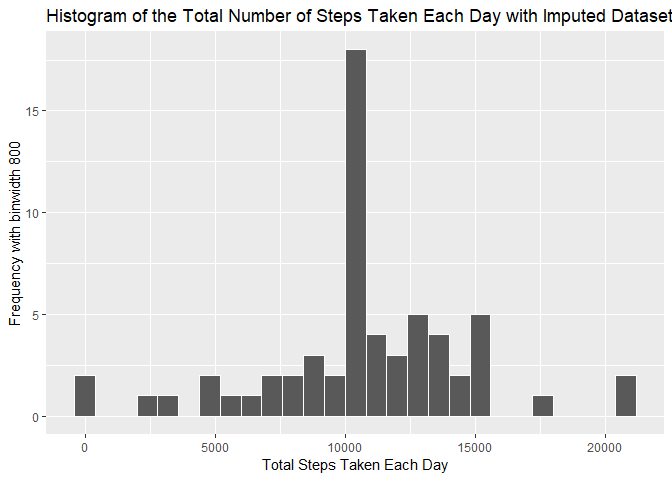 Histogram of the Total Number of Steps Taken Each Day with Imputed Dataset
Frequency with binwidth 800
15
10
5
0
0 5000 10000 15000 20000
Total Steps Taken Each Day